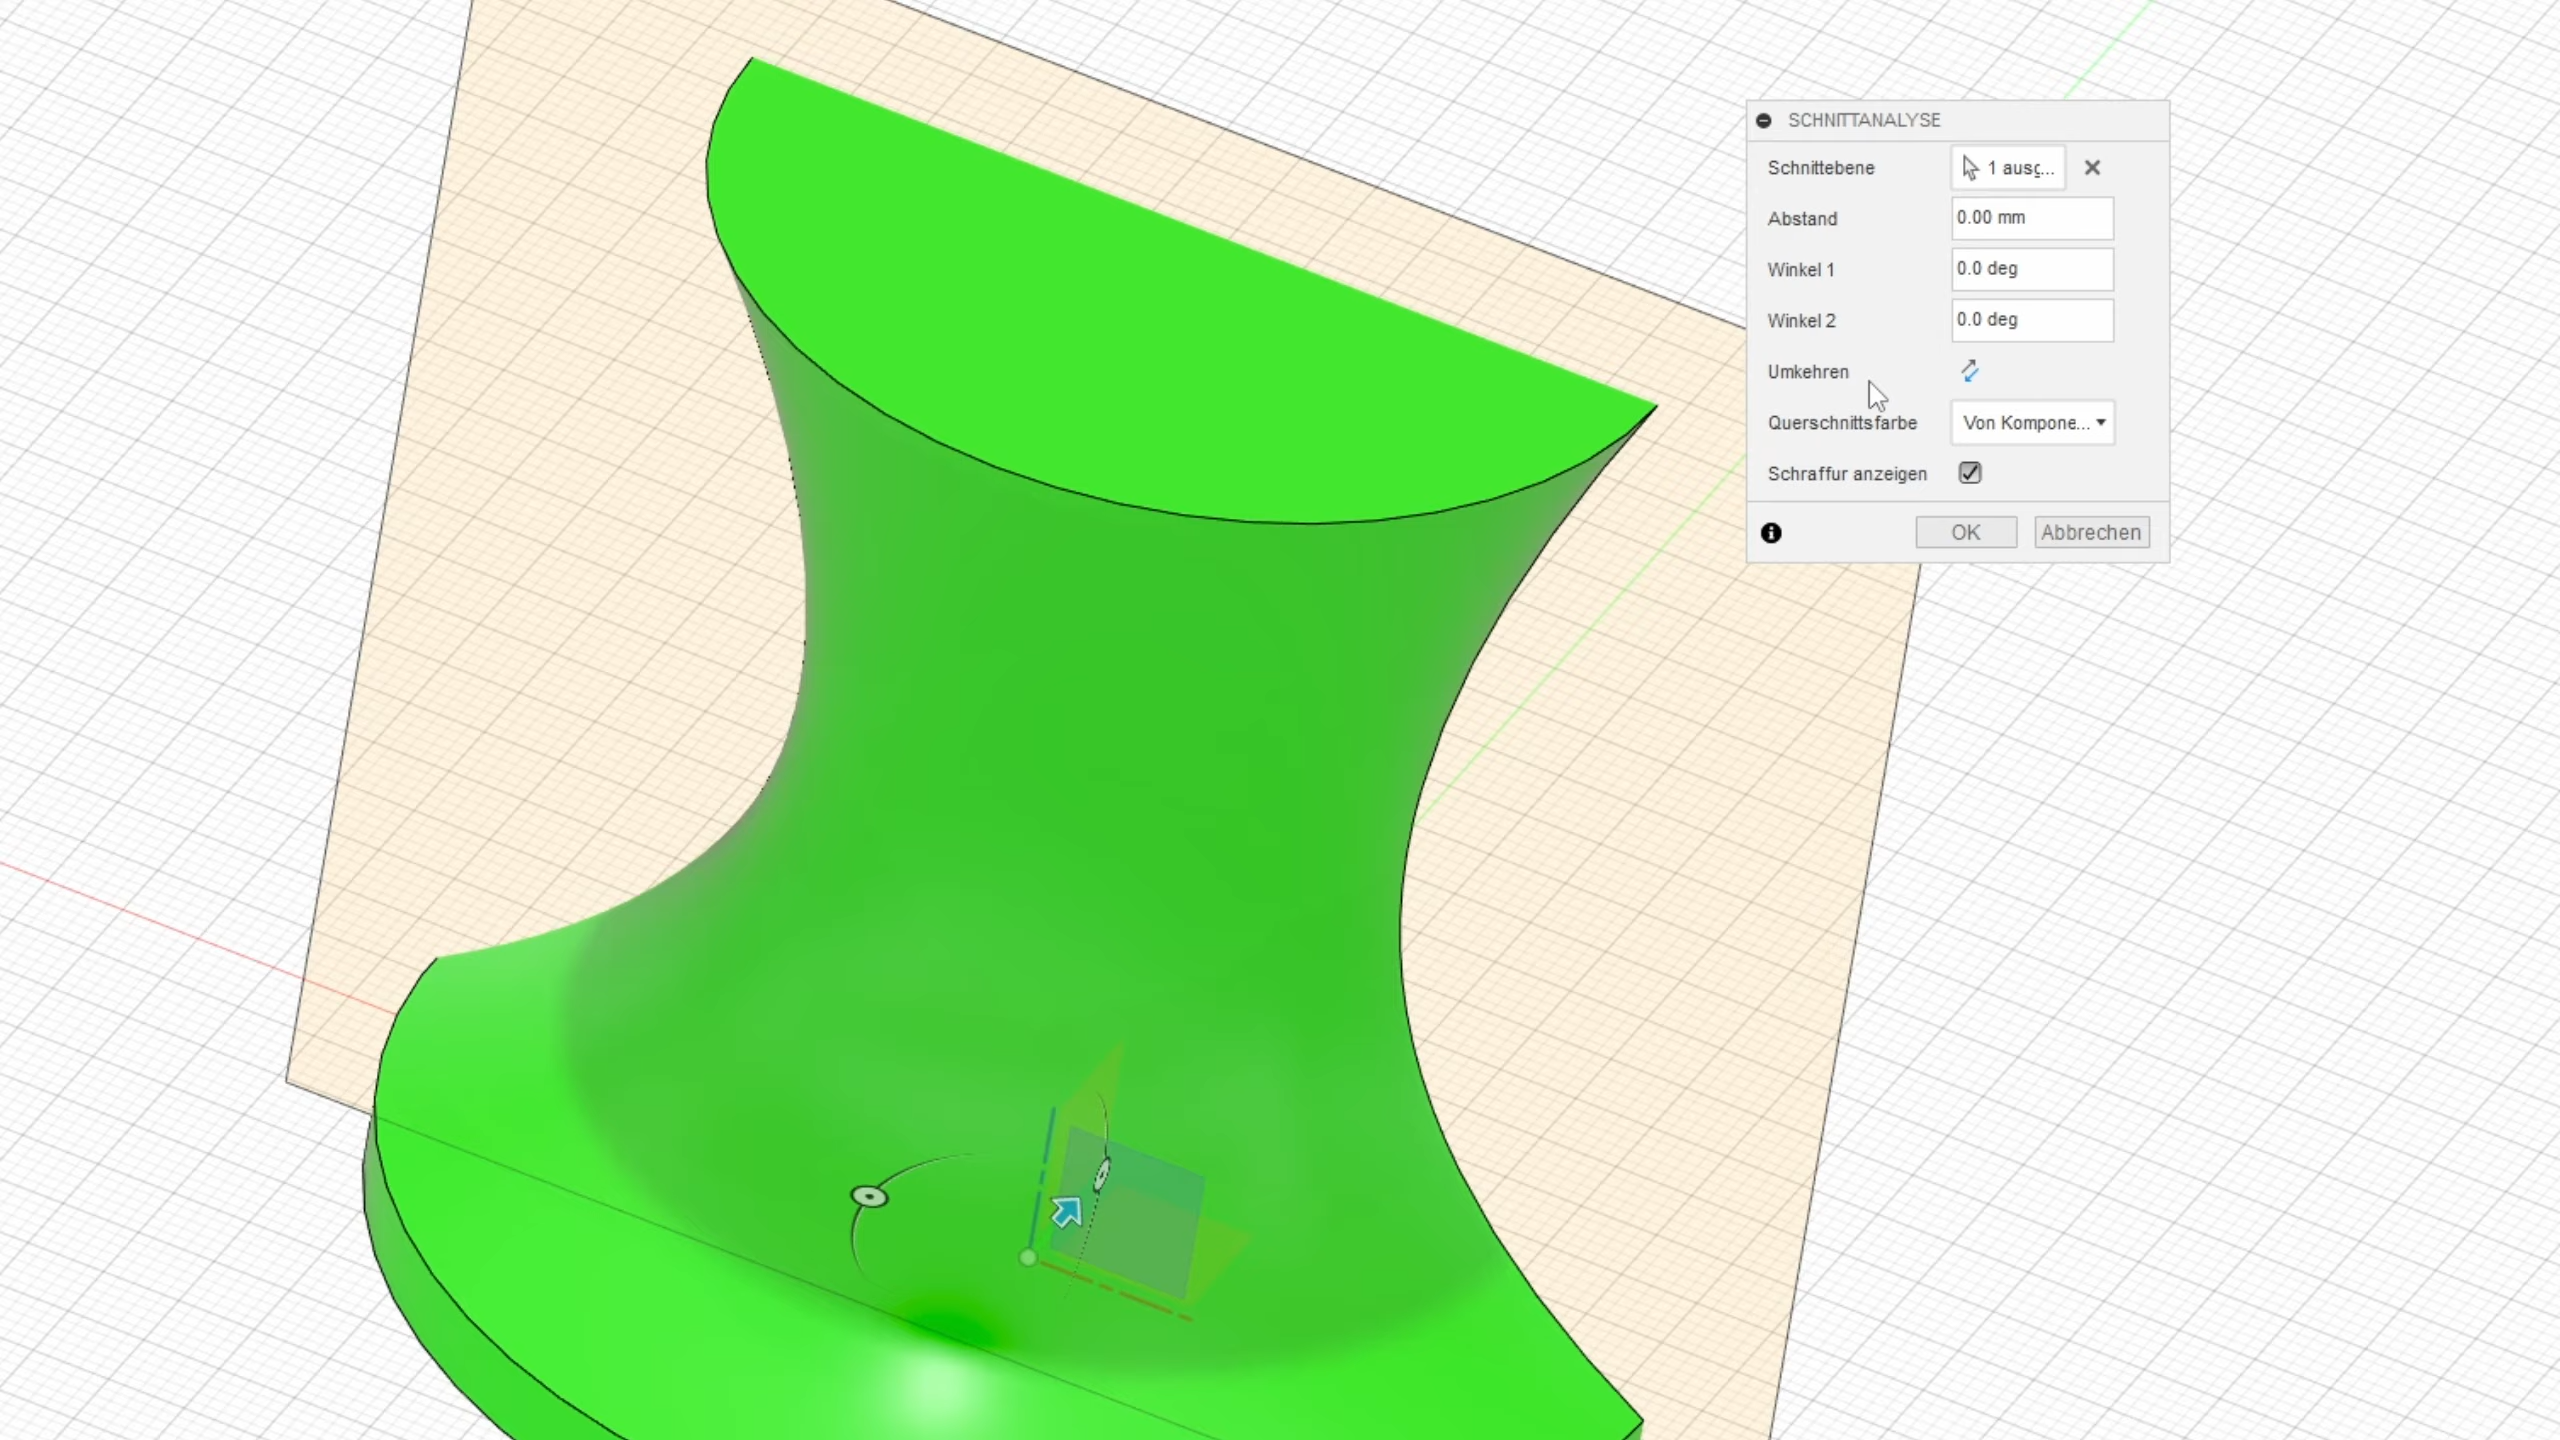 SCHNITTANALYSE
Schnittebene 1 ausg...
Abstand 0.00 mm
Winkel 1 0.0 deg
Winkel 2 0.0 deg
Umkehren
Querschnittsfarbe Von Kompone...
Schraffur anzeigen
OK Abbrechen